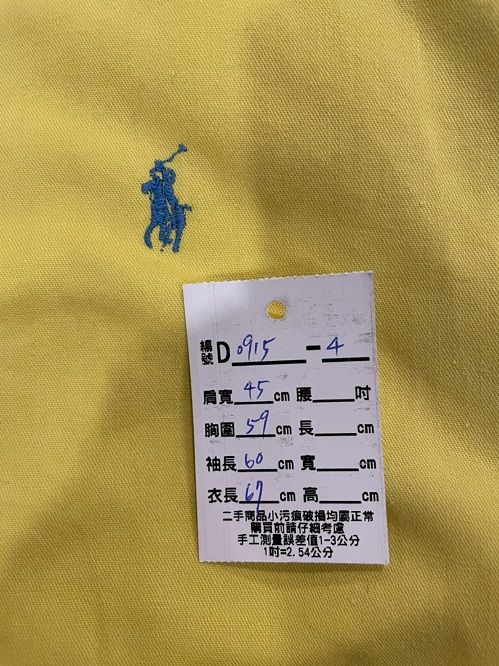 編號 D 0915 - 4
肩寬 45 cm 腰 吋
胸圍 59 cm 長 cm
袖長 60 cm 寬 cm
衣長 67 cm 高 cm
二手商品小污痕破損均屬正常
購買前請仔細考慮
手工測量誤差值1-3公分
1吋=2.54公分